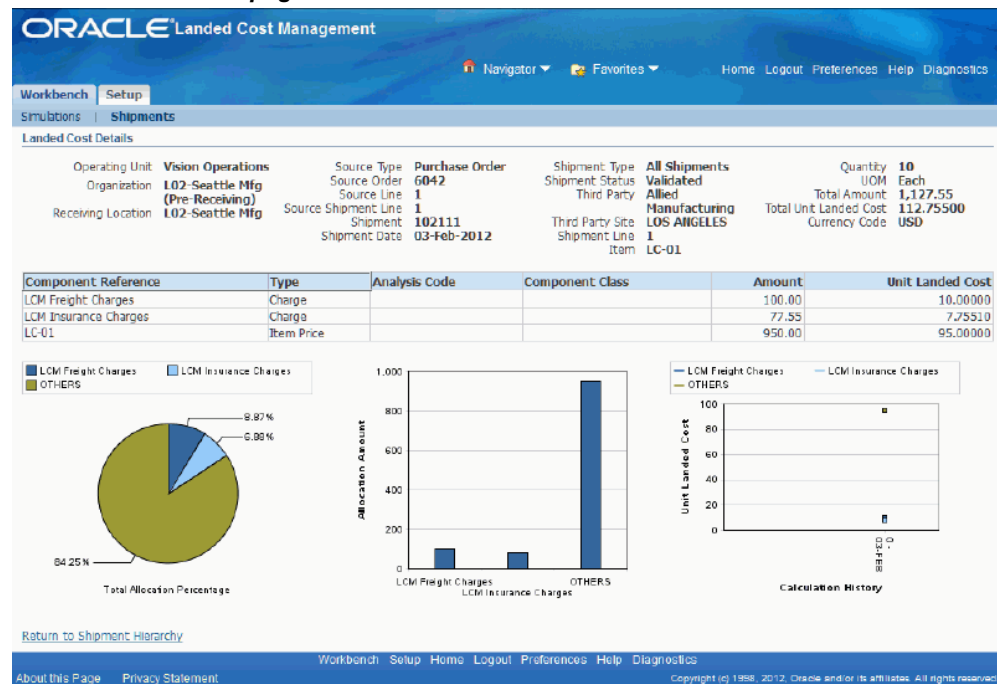 ORACLE Landed Cost Management
Navigator Favorites Home Logout Preferences Help Diagnostics
Workbench Setup
Simulations | Shipments
Landed Cost Details
Operating Unit Vision Operations
Organization L02-Seattle Mfg
(Pre-Receiving)
Receiving Location L02-Seattle Mfg
Source Type Purchase Order
Source Order 6042
Source Line 1
Source Shipment Line 1
Shipment 102111
Shipment Date 03-Feb-2012
Shipment Type All Shipments
Shipment Status Validated
Third Party Allied
Manufacturing
Third Party Site LOS ANGELES
Shipment Line 1
Item LC-01
Quantity 10
UOM Each
Total Amount 1,127.55
Total Unit Landed Cost 112.75500
Currency Code USD
Component Reference Type Analysis Code Component Class Amount Unit Landed Cost
LCM Freight Charges Charge 100.00 10.00000
LCM Insurance Charges Charge 77.55 7.75510
LC-01 Item Price 950.00 95.00000
LCM Freight Charges LCM Insurance Charges
OTHERS
8.87%
6.88%
84.25%
Total Allocation Percentage
1,000
800
600
400
200
0
Allocation Amount
LCM Freight Charges OTHERS
LCM Insurance Charges
LCM Freight Charges LCM Insurance Charges
OTHERS
100
80
60
40
20
0
Unit Landed Cost
0 -
03-FEB
Calculation History
Return to Shipment Hierarchy
Workbench Setup Home Logout Preferences Help Diagnostics
About this Page Privacy Statement Copyright (c) 1998, 2012, Oracle and/or its affiliates. All rights reserved